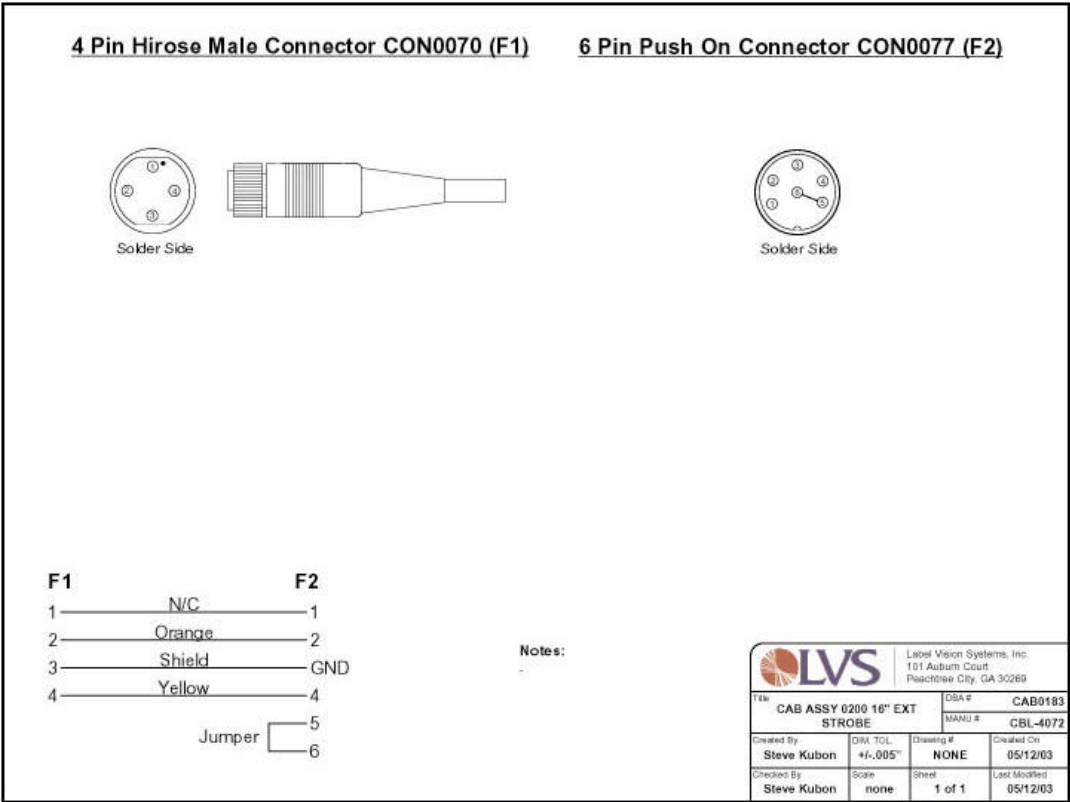 4 Pin Hirose Male Connector CON0070 (F1)
6 Pin Push On Connector CON0077 (F2)
1
2
4
3
Solder Side
3
2
4
6
1
5
Solder Side
F1 F2
1 N/C 1
2 Orange 2
3 Shield GND
4 Yellow 4
5
Jumper
6
Notes:
-
LVS
Label Vision Systems, Inc.
101 Auburn Court
Peachtree City, GA 30269
Title
CAB ASSY 0200 16" EXT
STROBE
DBA #
CAB0183
MANU #
CBL-4072
Created By
Steve Kubon
DIM. TOL.
+/-.005"
Drawing #
NONE
Created On
05/12/03
Checked By
Steve Kubon
Scale
none
Sheet
1 of 1
Last Modified
05/12/03